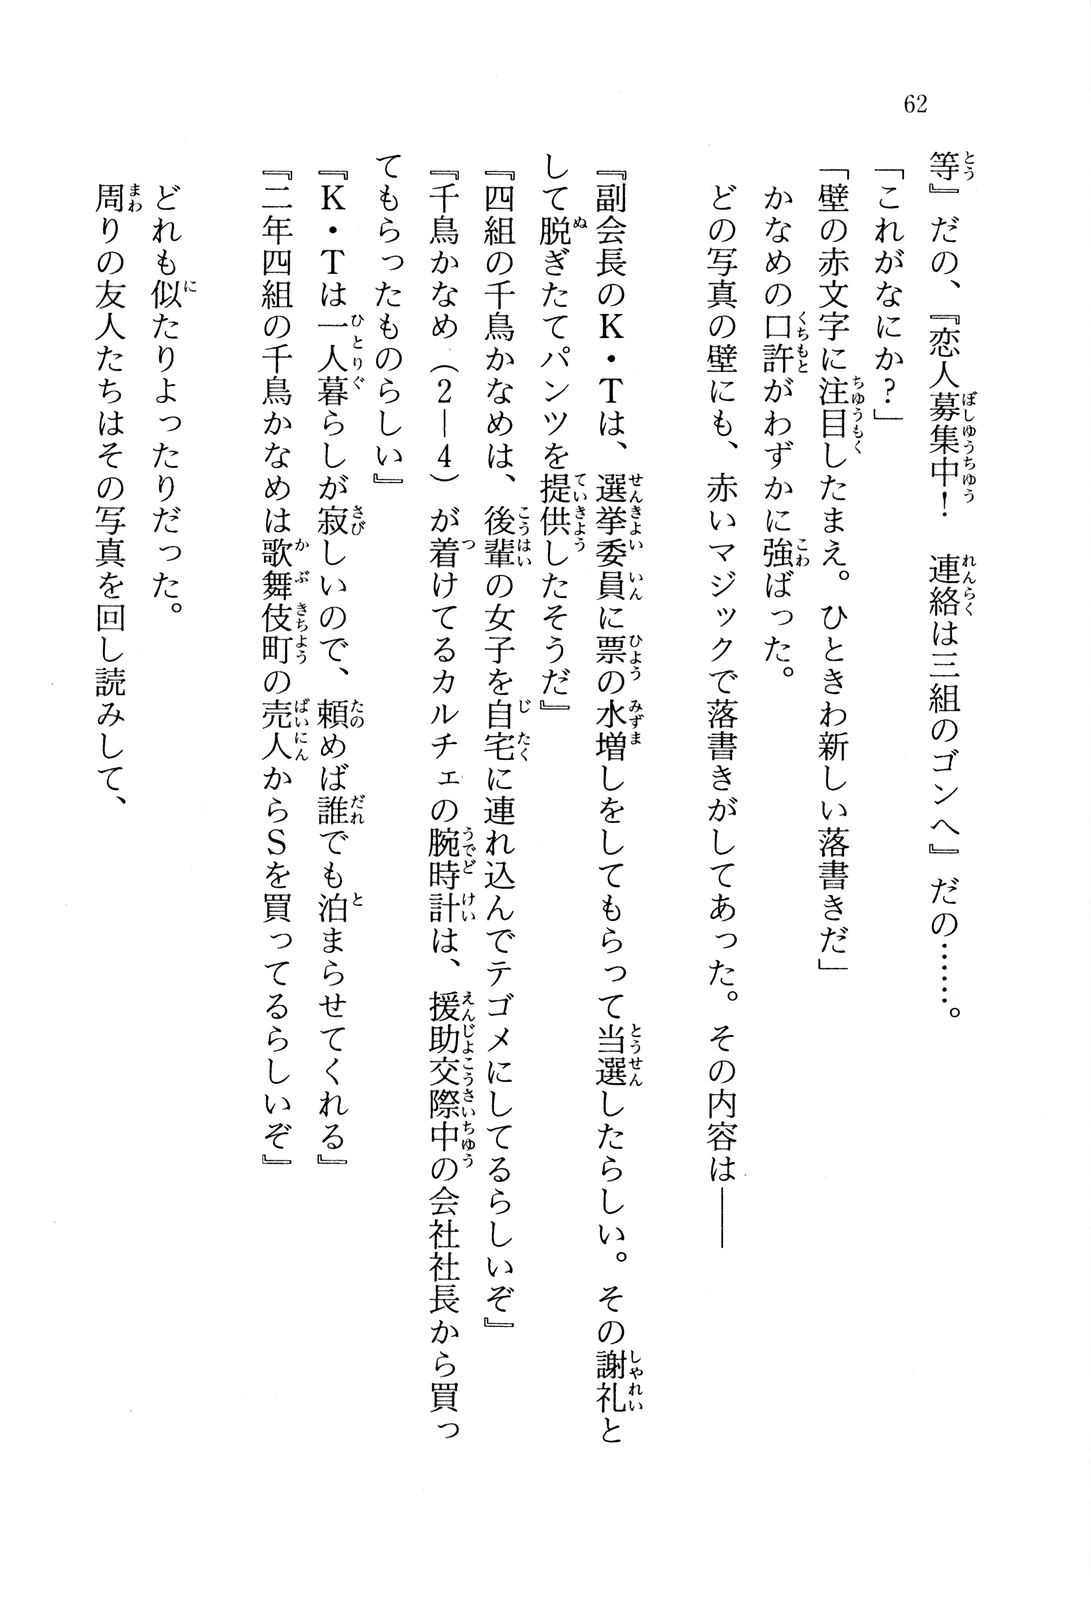 62
等』だの、『恋人募集中！　連絡は三組のゴンへ』だの……。
「これがなにか？」
「壁の赤文字に注目したまえ。ひときわ新しい落書きだ」
かなめの口許がわずかに強ばった。
どの写真の壁にも、赤いマジックで落書きがしてあった。その内容は——
『副会長のK・Tは、選挙委員に票の水増しをしてもらって当選したらしい。その謝礼と
して脱ぎたてパンツを提供したそうだ』
『四組の千鳥かなめは、後輩の女子を自宅に連れ込んでテゴメにしてるらしいぞ』
『千鳥かなめ（2—4）が着けてるカルチェの腕時計は、援助交際中の会社社長から買っ
てもらったものらしい』
『K・Tは一人暮らしが寂しいので、頼めば誰でも泊まらせてくれる』
『二年四組の千鳥かなめは歌舞伎町の売人からSを買ってるらしいぞ』
どれも似たりよったりだった。
周りの友人たちはその写真を回し読みして、